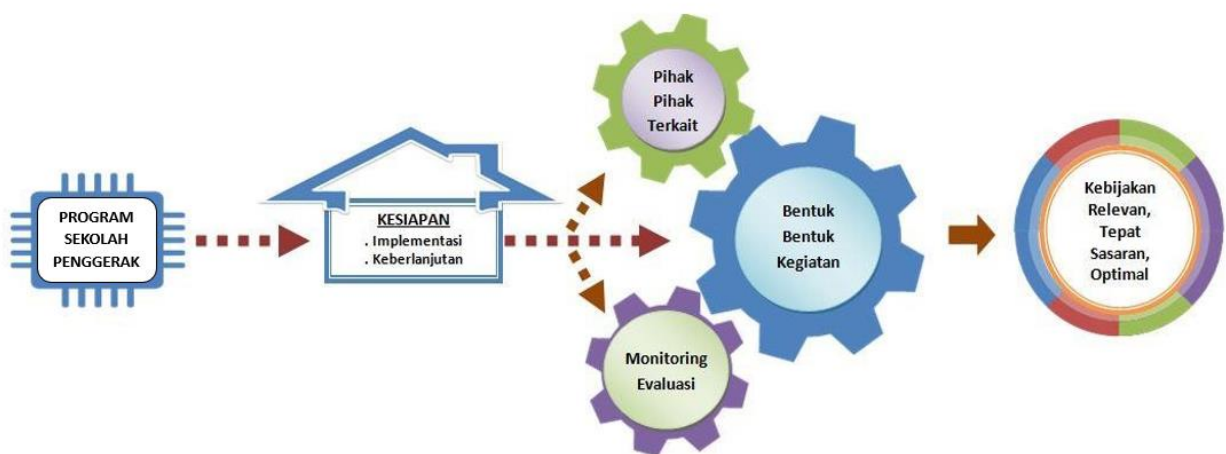 PROGRAM
SEKOLAH
PENGGERAK
KESIAPAN
. Implementasi
. Keberlanjutan
Pihak
Pihak
Terkait
Bentuk
Bentuk
Kegiatan
Monitoring
Evaluasi
Kebijakan
Relevan,
Tepat
Sasaran,
Optimal